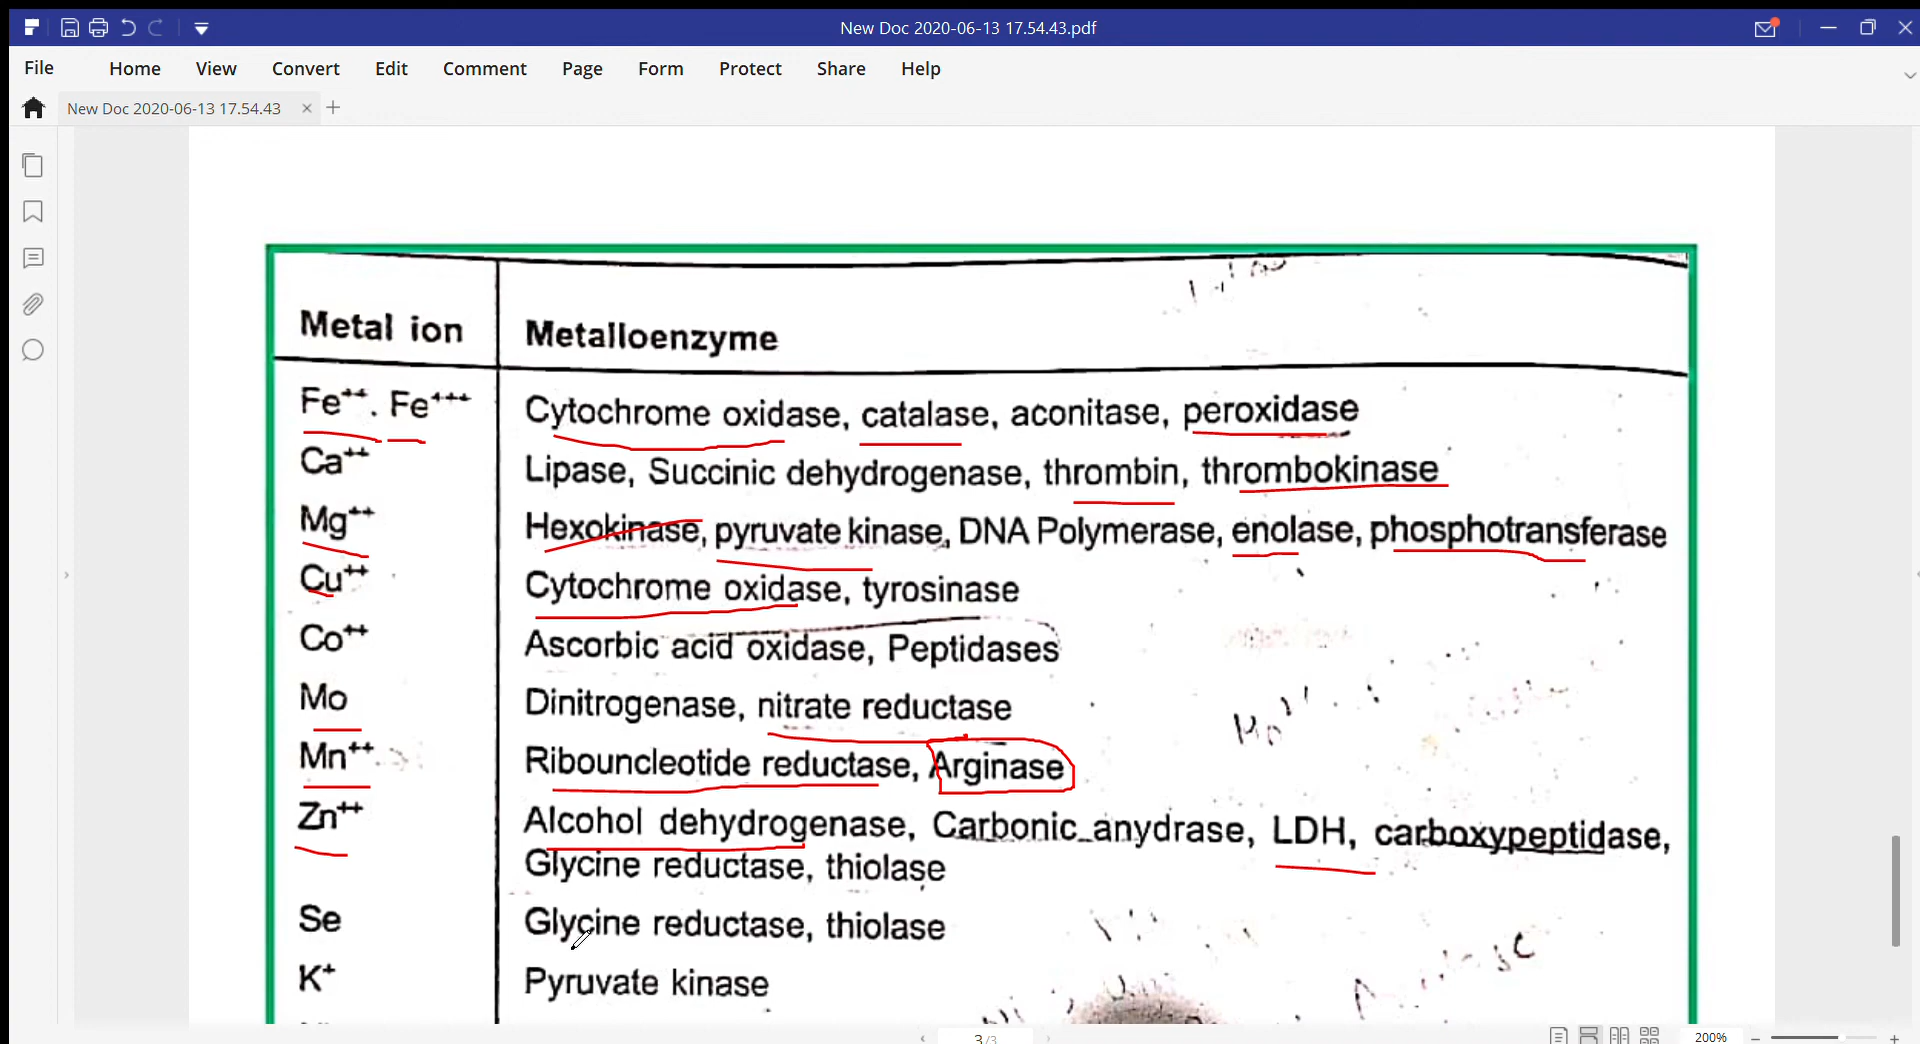 New Doc 2020-06-13 17.54.43.pdf
File Home View Convert Edit Comment Page Form Protect Share Help
New Doc 2020-06-13 17.54.43
Metal ion Metalloenzyme
Fe++. Fe+++ Cytochrome oxidase, catalase, aconitase, peroxidase
Ca++ Lipase, Succinic dehydrogenase, thrombin, thrombokinase
Mg++ Hexokinase, pyruvate kinase, DNA Polymerase, enolase, phosphotransferase
Cu++ Cytochrome oxidase, tyrosinase
Co++ Ascorbic acid oxidase, Peptidases
Mo Dinitrogenase, nitrate reductase
Mn++ Ribouncleotide reductase, Arginase
Zn++ Alcohol dehydrogenase, Carbonic anydrase, LDH, carboxypeptidase,
Glycine reductase, thiolase
Se Glycine reductase, thiolase
K+ Pyruvate kinase
3/3
200%